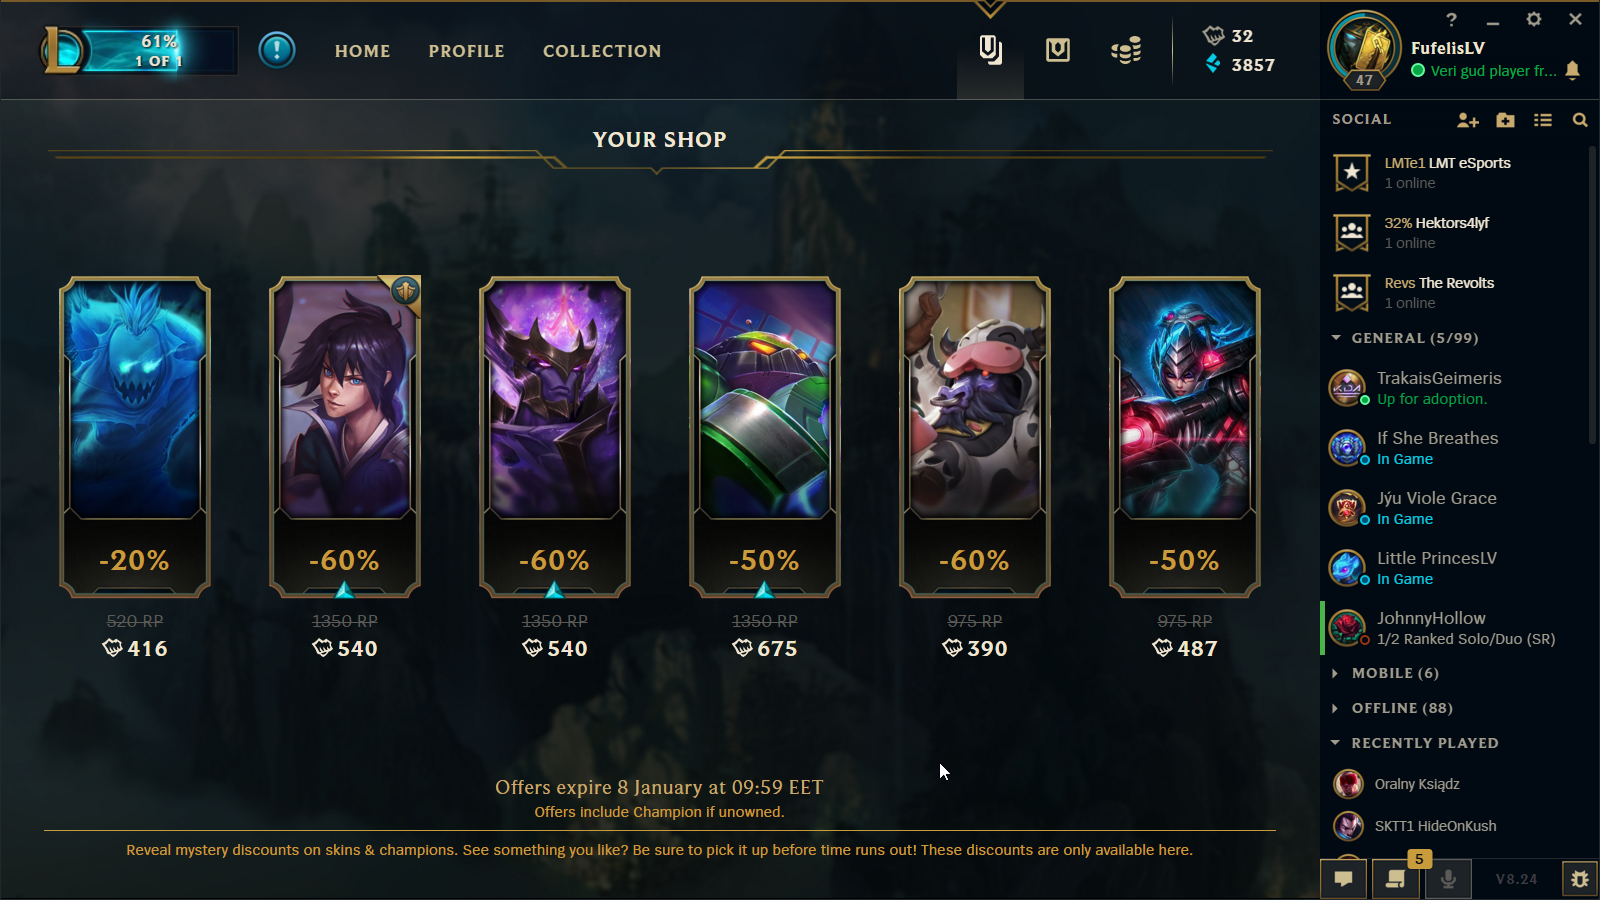 61%
1 OF 1
HOME
PROFILE
COLLECTION
32
3857
47
FufelisLV
Veri gud player fr...
YOUR SHOP
-20%
520 RP
416
-60%
1350 RP
540
-60%
1350 RP
540
-50%
1350 RP
675
-60%
975 RP
390
-50%
975 RP
487
Offers expire 8 January at 09:59 EET
Offers include Champion if unowned.
Reveal mystery discounts on skins & champions. See something you like? Be sure to pick it up before time runs out! These discounts are only available here.
SOCIAL
LMTe1 LMT eSports
1 online
32% Hektors4lyf
1 online
Revs The Revolts
1 online
GENERAL (5/99)
TrakaisGeimeris
Up for adoption.
If She Breathes
In Game
Jýu Viole Grace
In Game
Little PrincesLV
In Game
JohnnyHollow
1/2 Ranked Solo/Duo (SR)
MOBILE (6)
OFFLINE (88)
RECENTLY PLAYED
Oralny Ksiądz
SKTT1 HideOnKush
5
V8.24